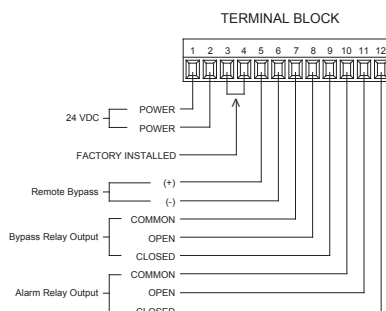 TERMINAL BLOCK
1 2 3 4 5 6 7 8 9 10 11 12
24 VDC
POWER
POWER
FACTORY INSTALLED
Remote Bypass
(+)
(-)
Bypass Relay Output
COMMON
OPEN
CLOSED
Alarm Relay Output
COMMON
OPEN
CLOSED